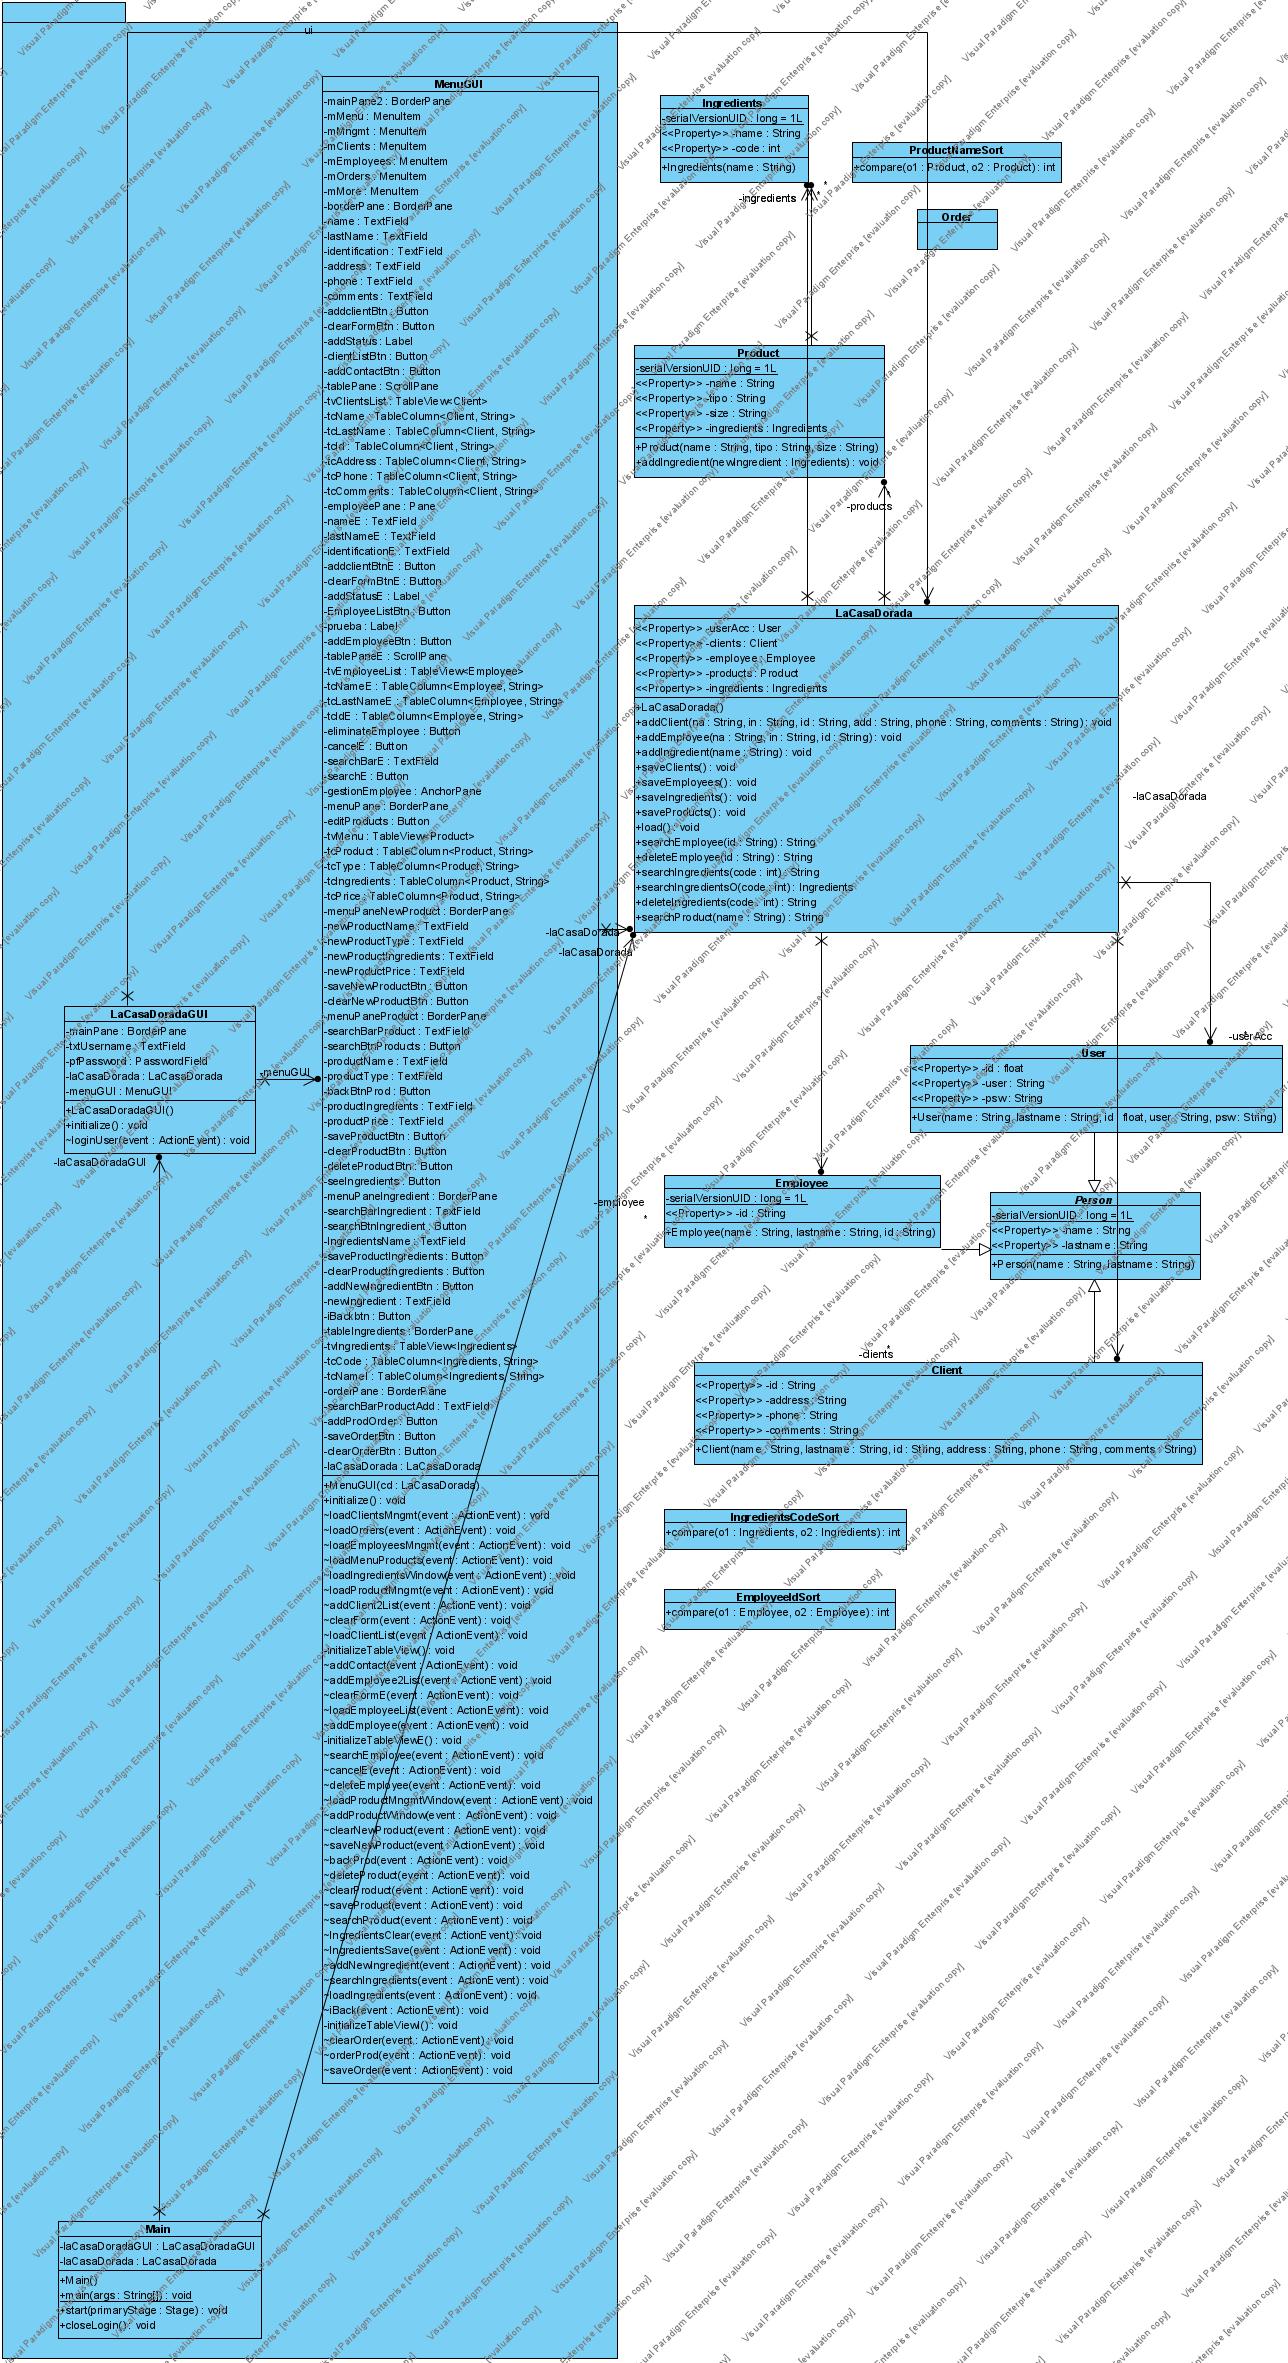 ui
MenuGUI
-mainPane2 : BorderPane
-mMenu : MenuItem
-mMngmt : MenuItem
-mClients : MenuItem
-mEmployees : MenuItem
-mOrders : MenuItem
-mMore : MenuItem
-borderPane : BorderPane
-name : TextField
-lastName : TextField
-identification : TextField
-address : TextField
-phone : TextField
-comments : TextField
-addclientBtn : Button
-clearFormBtn : Button
-addStatus : Label
-clientListBtn : Button
-addContactBtn : Button
-tablePane : ScrollPane
-tvClientsList : TableView<Client>
-tcName : TableColumn<Client, String>
-tcLastName : TableColumn<Client, String>
-tcId : TableColumn<Client, String>
-tcAddress : TableColumn<Client, String>
-tcPhone : TableColumn<Client, String>
-tcComments : TableColumn<Client, String>
-employeePane : Pane
-nameE : TextField
-lastNameE : TextField
-identificationE : TextField
-addclientBtnE : Button
-clearFormBtnE : Button
-addStatusE : Label
-EmployeeListBtn : Button
-prueba : Label
-addEmployeeBtn : Button
-tablePaneE : ScrollPane
-tvEmployeeList : TableView<Employee>
-tcNameE : TableColumn<Employee, String>
-tcLastNameE : TableColumn<Employee, String>
-tcIdE : TableColumn<Employee, String>
-eliminateEmployee : Button
-cancelE : Button
-searchBarE : TextField
-searchE : Button
-gestionEmployee : AnchorPane
-menuPane : BorderPane
-editProducts : Button
-tvMenu : TableView<Product>
-tcProduct : TableColumn<Product, String>
-tcType : TableColumn<Product, String>
-tcIngredients : TableColumn<Product, String>
-tcPrice : TableColumn<Product, String>
-menuPaneNewProduct : BorderPane
-newProductName : TextField
-newProductType : TextField
-newProductIngredients : TextField
-newProductPrice : TextField
-saveNewProductBtn : Button
-clearNewProductBtn : Button
-menuPaneProduct : BorderPane
-searchBarProduct : TextField
-searchBtnProducts : Button
-productName : TextField
-productType : TextField
-backBtnProd : Button
-productIngredients : TextField
-productPrice : TextField
-saveProductBtn : Button
-clearProductBtn : Button
-deleteProductBtn : Button
-seeIngredients : Button
-menuPaneIngredient : BorderPane
-searchBarIngredient : TextField
-searchBtnIngredient : Button
-IngredientsName : TextField
-saveProductIngredients : Button
-clearProductIngredients : Button
-addNewIngredientBtn : Button
-newIngredient : TextField
-iBackbtn : Button
-tableIngredients : BorderPane
-tvIngredients : TableView<Ingredients>
-tcCode : TableColumn<Ingredients, String>
-tcNameI : TableColumn<Ingredients, String>
-orderPane : BorderPane
-searchBarProductAdd : TextField
-addProdOrder : Button
-saveOrderBtn : Button
-clearOrderBtn : Button
-laCasaDorada : LaCasaDorada
+MenuGUI(cd : LaCasaDorada)
+initialize() : void
~loadClientsMngmt(event : ActionEvent) : void
~loadOrders(event : ActionEvent) : void
~loadEmployeesMngmt(event : ActionEvent) : void
~loadMenuProducts(event : ActionEvent) : void
~loadIngredientsWindow(event : ActionEvent) : void
~loadProductMngmt(event : ActionEvent) : void
~addClient2List(event : ActionEvent) : void
~clearForm(event : ActionEvent) : void
~loadClientList(event : ActionEvent) : void
-initializeTableView() : void
~addContact(event : ActionEvent) : void
~addEmployee2List(event : ActionEvent) : void
~clearFormE(event : ActionEvent) : void
~loadEmployeeList(event : ActionEvent) : void
~addEmployee(event : ActionEvent) : void
-initializeTableViewE() : void
~searchEmployee(event : ActionEvent) : void
~cancelE(event : ActionEvent) : void
~deleteEmployee(event : ActionEvent) : void
~loadProductMngmtWindow(event : ActionEvent) : void
~addProductWindow(event : ActionEvent) : void
~clearNewProduct(event : ActionEvent) : void
~saveNewProduct(event : ActionEvent) : void
~backProd(event : ActionEvent) : void
~deleteProduct(event : ActionEvent) : void
~clearProduct(event : ActionEvent) : void
~saveProduct(event : ActionEvent) : void
~searchProduct(event : ActionEvent) : void
~IngredientsClear(event : ActionEvent) : void
~IngredientsSave(event : ActionEvent) : void
~addNewIngredient(event : ActionEvent) : void
~searchIngredients(event : ActionEvent) : void
~loadIngredients(event : ActionEvent) : void
~iBack(event : ActionEvent) : void
-initializeTableViewI() : void
~clearOrder(event : ActionEvent) : void
~orderProd(event : ActionEvent) : void
~saveOrder(event : ActionEvent) : void
LaCasaDoradaGUI
-mainPane : BorderPane
-txtUsername : TextField
-pfPassword : PasswordField
-laCasaDorada : LaCasaDorada
-menuGUI : MenuGUI
+LaCasaDoradaGUI()
+initialize() : void
~loginUser(event : ActionEvent) : void
-laCasaDoradaGUI
-menuGUI
Main
-laCasaDoradaGUI : LaCasaDoradaGUI
-laCasaDorada : LaCasaDorada
+Main()
+main(args : String[]) : void
+start(primaryStage : Stage) : void
+closeLogin() : void
Ingredients
-serialVersionUID : long = 1L
<<Property>> -name : String
<<Property>> -code : int
+Ingredients(name : String)
-ingredients
*
*
ProductNameSort
+compare(o1 : Product, o2 : Product) : int
Order
Product
-serialVersionUID : long = 1L
<<Property>> -name : String
<<Property>> -tipo : String
<<Property>> -size : String
<<Property>> -ingredients : Ingredients
+Product(name : String, tipo : String, size : String)
+addIngredient(newIngredient : Ingredients) : void
-products
*
LaCasaDorada
<<Property>> -userAcc : User
<<Property>> -clients : Client
<<Property>> -employee : Employee
<<Property>> -products : Product
<<Property>> -ingredients : Ingredients
+LaCasaDorada()
+addClient(na : String, ln : String, id : String, add : String, phone : String, comments : String) : void
+addEmployee(na : String, ln : String, id : String) : void
+addIngredient(name : String) : void
+saveClients() : void
+saveEmployees() : void
+saveIngredients() : void
+saveProducts() : void
+load() : void
+searchEmployee(id : String) : String
+deleteEmployee(id : String) : String
+searchIngredients(code : int) : String
+searchIngredientsO(code : int) : Ingredients
+deleteIngredients(code : int) : String
+searchProduct(name : String) : String
-laCasaDorada
-laCasaDorada
-laCasaDorada
-userAcc
*
User
<<Property>> -id : float
<<Property>> -user : String
<<Property>> -psw : String
+User(name : String, lastname : String, id : float, user : String, psw : String)
-employee
*
Employee
-serialVersionUID : long = 1L
<<Property>> -id : String
+Employee(name : String, lastname : String, id : String)
Person
-serialVersionUID : long = 1L
<<Property>> -name : String
<<Property>> -lastname : String
+Person(name : String, lastname : String)
-clients
*
Client
<<Property>> -id : String
<<Property>> -address : String
<<Property>> -phone : String
<<Property>> -comments : String
+Client(name : String, lastname : String, id : String, address : String, phone : String, comments : String)
IngredientsCodeSort
+compare(o1 : Ingredients, o2 : Ingredients) : int
EmployeeIdSort
+compare(o1 : Employee, o2 : Employee) : int
Visual Paradigm Enterprise [evaluation copy]